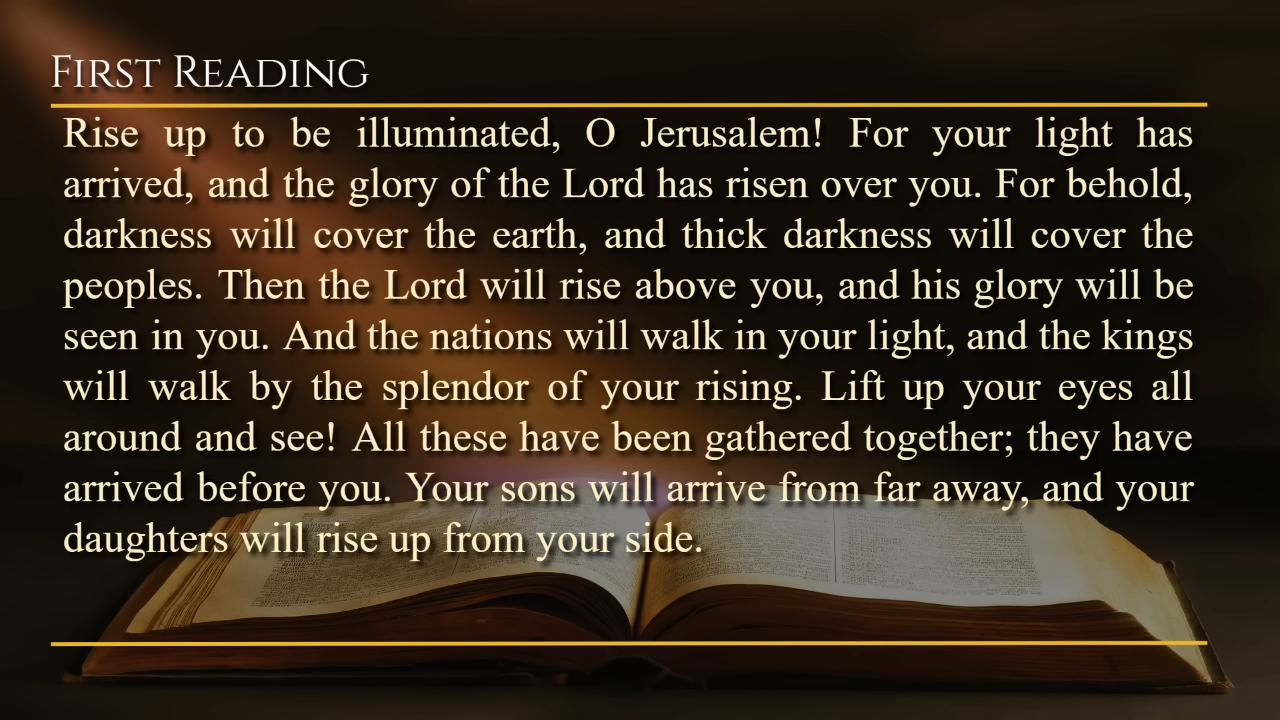 First Reading
Rise up to be illuminated, O Jerusalem! For your light has
arrived, and the glory of the Lord has risen over you. For behold,
darkness will cover the earth, and thick darkness will cover the
peoples. Then the Lord will rise above you, and his glory will be
seen in you. And the nations will walk in your light, and the kings
will walk by the splendor of your rising. Lift up your eyes all
around and see! All these have been gathered together; they have
arrived before you. Your sons will arrive from far away, and your
daughters will rise up from your side.